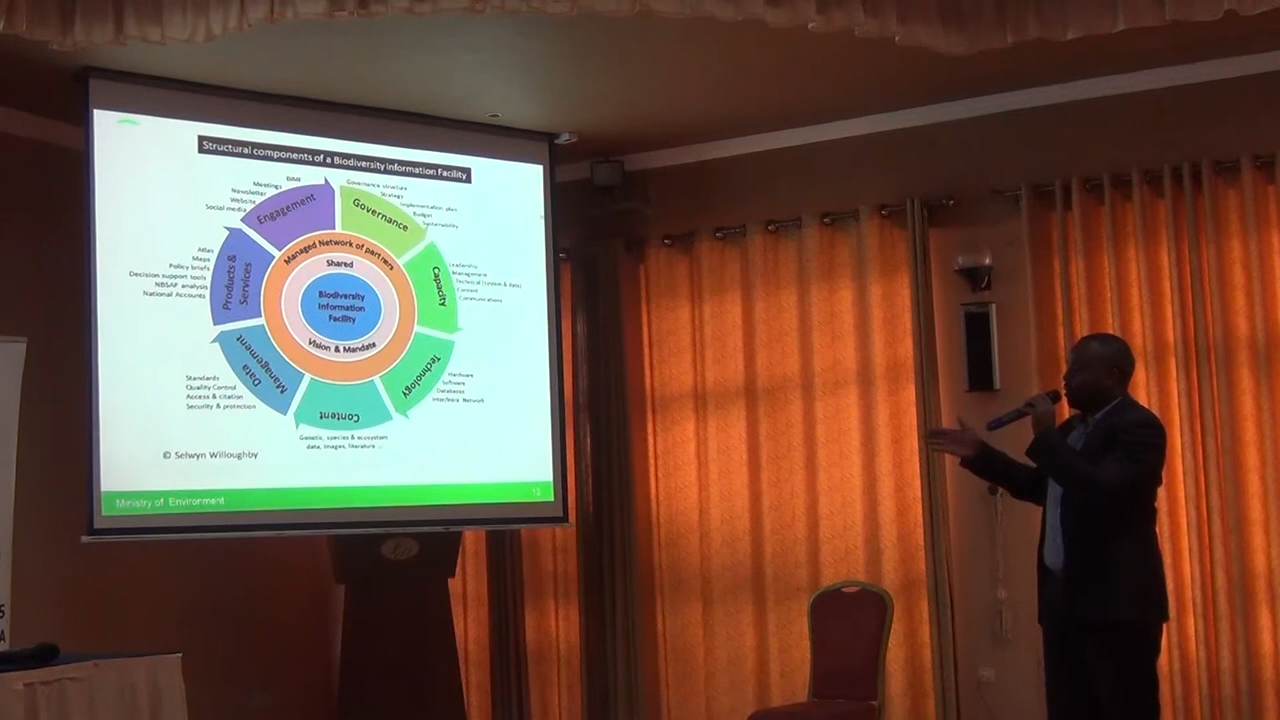 Structural components of a Biodiversity Information Facility
Engagement
BIMF
Meetings
Newsletter
Website
Social media
Governance
Governance structure
Strategy
Implementation plan
Budget
Sustainability
Capacity
Leadership
Management
Technical (system & data)
Content
Communications
Technology
Hardware
Software
Databases
Inter/Intra Network
Content
Genetic, species & ecosystem
data, images, literature ...
Data
Management
Standards
Quality Control
Access & citation
Security & protection
Products &
Services
Atlas
Maps
Policy briefs
Decision support tools
NBSAP analysis
National Accounts
Managed Network of partners
Shared
Biodiversity
Information
Facility
Vision & Mandate
© Selwyn Willoughby
Ministry of Environment
S
A